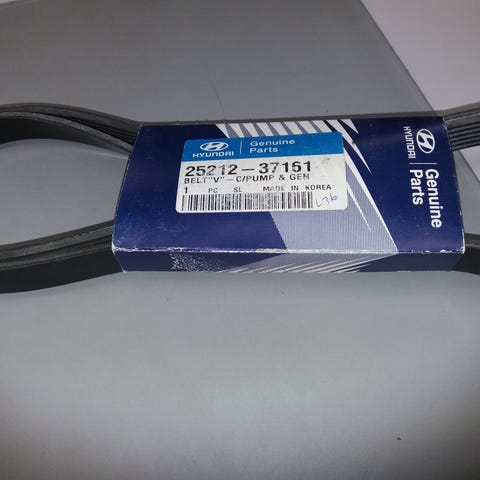 HYUNDAI
Genuine
Parts
25212-37161
BELT"V"-C/PUMP & GEN
1 PC SL MADE IN KOREA
HYUNDAI
Genuine
Parts